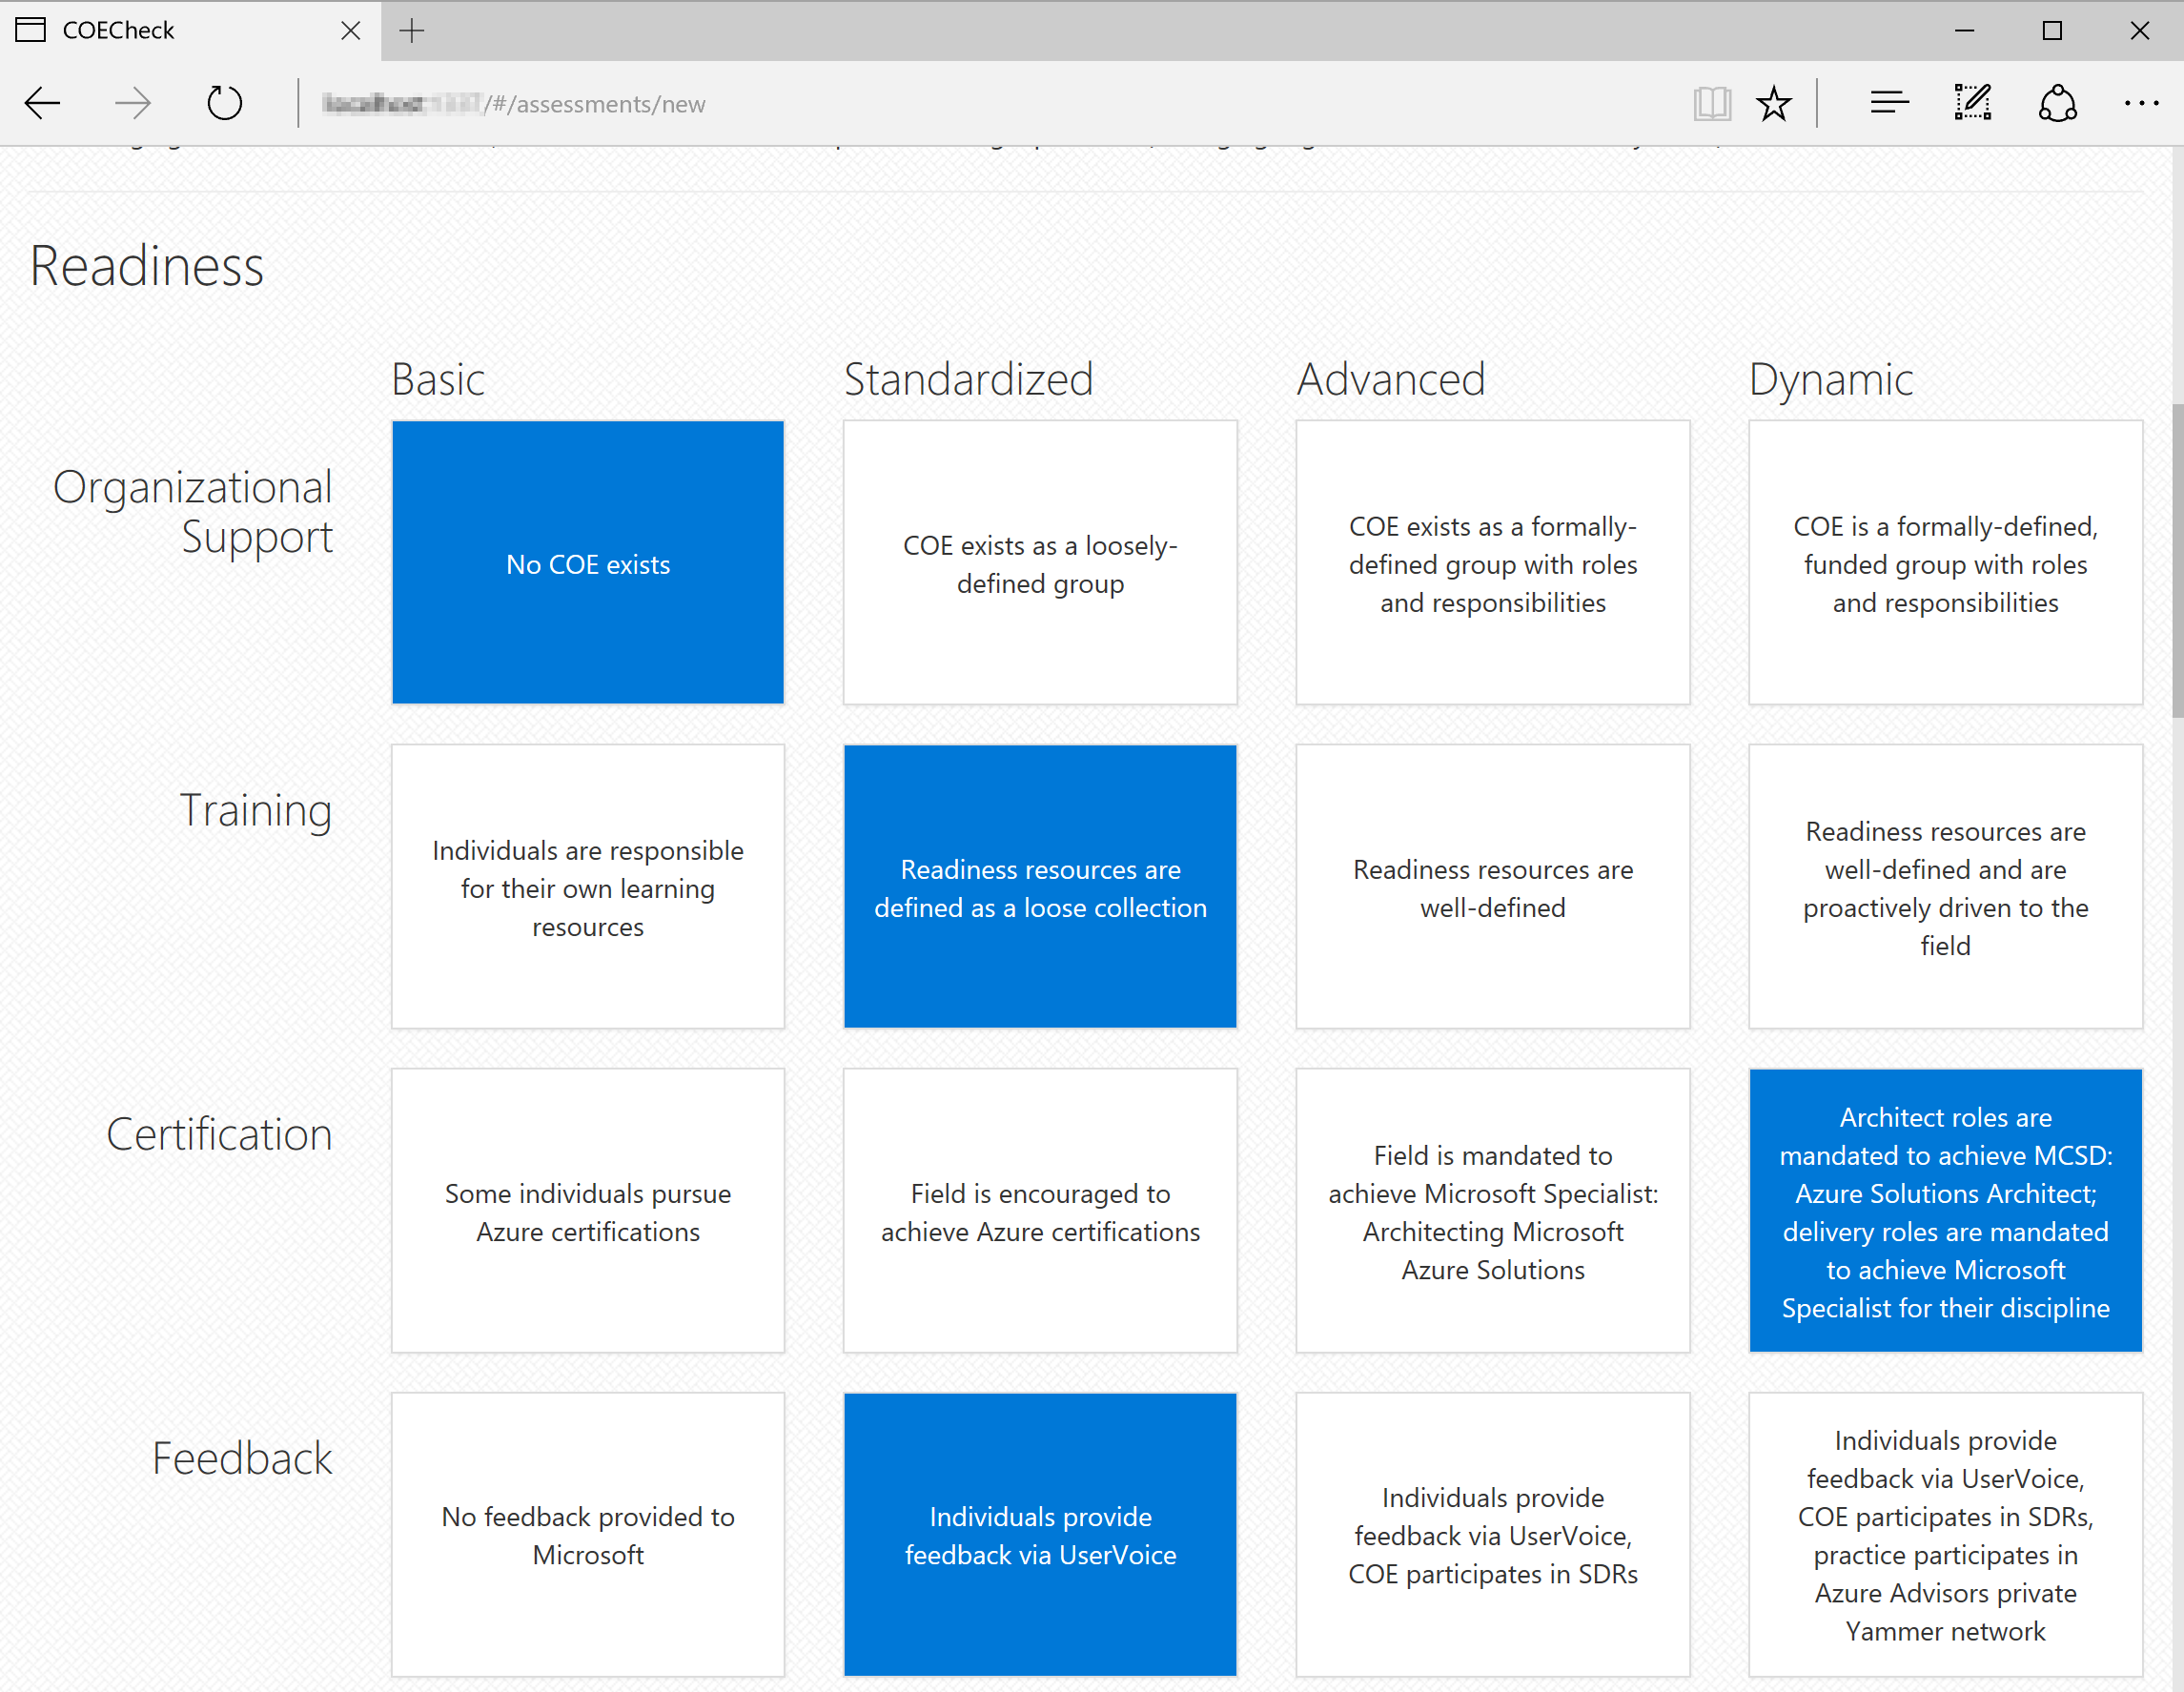 COECheck
/#/assessments/new
Readiness
Basic
Standardized
Advanced
Dynamic
Organizational
Support
No COE exists
COE exists as a loosely-
defined group
COE exists as a formally-
defined group with roles
and responsibilities
COE is a formally-defined,
funded group with roles
and responsibilities
Training
Individuals are responsible
for their own learning
resources
Readiness resources are
defined as a loose collection
Readiness resources are
well-defined
Readiness resources are
well-defined and are
proactively driven to the
field
Certification
Some individuals pursue
Azure certifications
Field is encouraged to
achieve Azure certifications
Field is mandated to
achieve Microsoft Specialist:
Architecting Microsoft
Azure Solutions
Architect roles are
mandated to achieve MCSD:
Azure Solutions Architect;
delivery roles are mandated
to achieve Microsoft
Specialist for their discipline
Feedback
No feedback provided to
Microsoft
Individuals provide
feedback via UserVoice
Individuals provide
feedback via UserVoice,
COE participates in SDRs
Individuals provide
feedback via UserVoice,
COE participates in SDRs,
practice participates in
Azure Advisors private
Yammer network